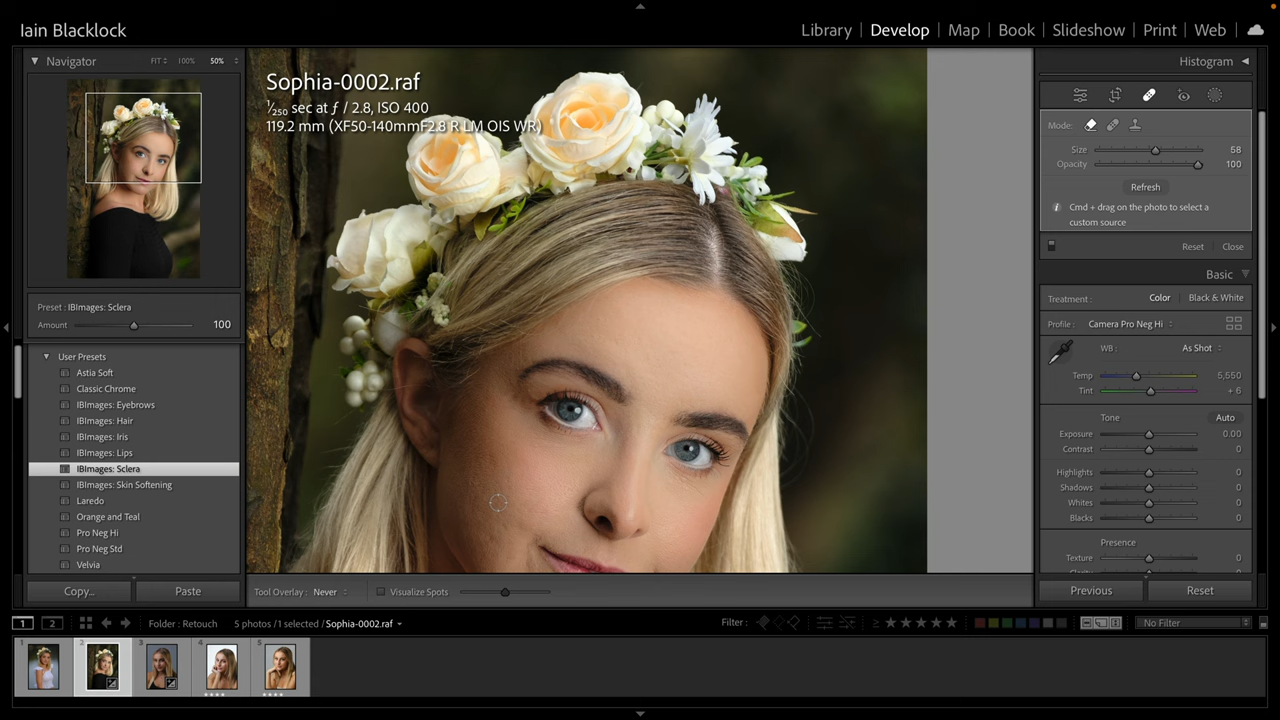 Iain Blacklock
Library | Develop | Map | Book | Slideshow | Print | Web
Navigator FIT 100% 50%
Histogram
Sophia-0002.raf
1/250 sec at ƒ / 2.8, ISO 400
119.2 mm (XF50-140mmF2.8 R LM OIS WR)
Mode:
Size 58
Opacity 100
Refresh
Cmd + drag on the photo to select a
custom source
Reset Close
Basic
Treatment: Color Black & White
Profile: Camera Pro Neg Hi
WB: As Shot
Temp 5,550
Tint + 6
Tone Auto
Exposure 0.00
Contrast 0
Highlights 0
Shadows 0
Whites 0
Blacks 0
Presence
Texture 0
Clarity
Previous Reset
Preset: IBImages: Sclera
Amount 100
User Presets
Astia Soft
Classic Chrome
IBImages: Eyebrows
IBImages: Hair
IBImages: Iris
IBImages: Lips
IBImages: Sclera
IBImages: Skin Softening
Laredo
Orange and Teal
Pro Neg Hi
Pro Neg Std
Velvia
Copy... Paste
Tool Overlay: Never Visualize Spots
1 2 Folder: Retouch 5 photos /1 selected /Sophia-0002.raf Filter: ≥ ★★★★★ No Filter
1 2 3 4 5